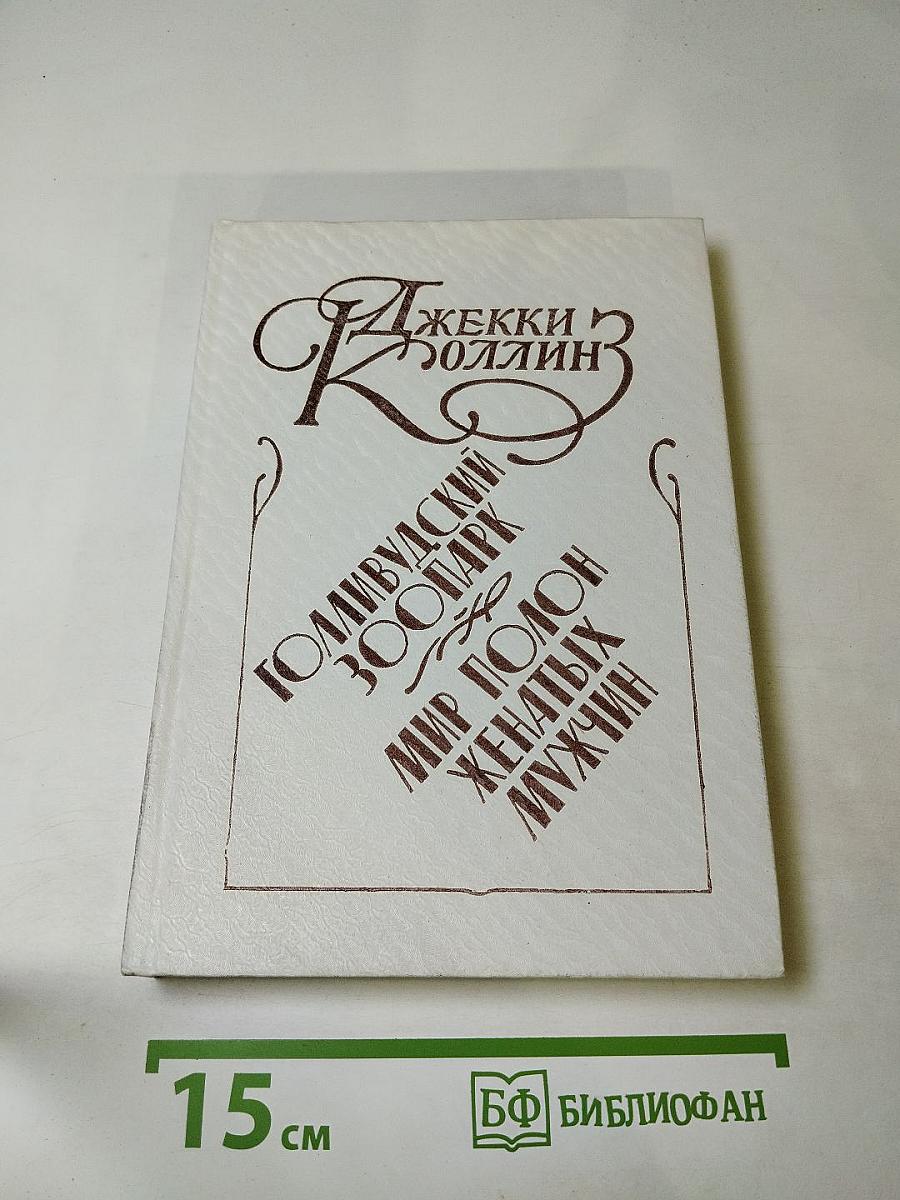 Джекки
Коллинз
ГОЛЛИВУДСКИЙ
ЗООПАРК
МИР ПОЛОН
ЖЕНАТЫХ
МУЖЧИН
15 см
БФ БИБЛИОФАН